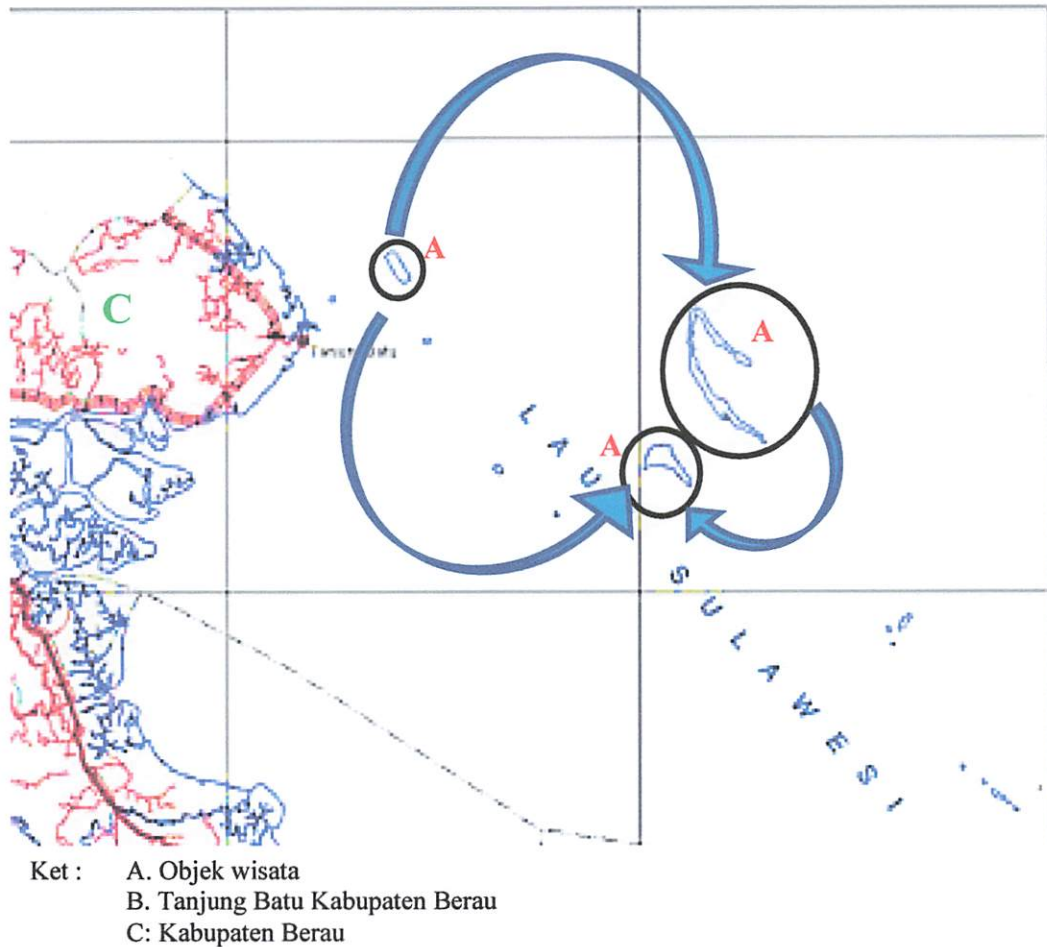 A
C
A
A
L A U
S U L A W E S I
Ket : A. Objek wisata
B. Tanjung Batu Kabupaten Berau
C: Kabupaten Berau